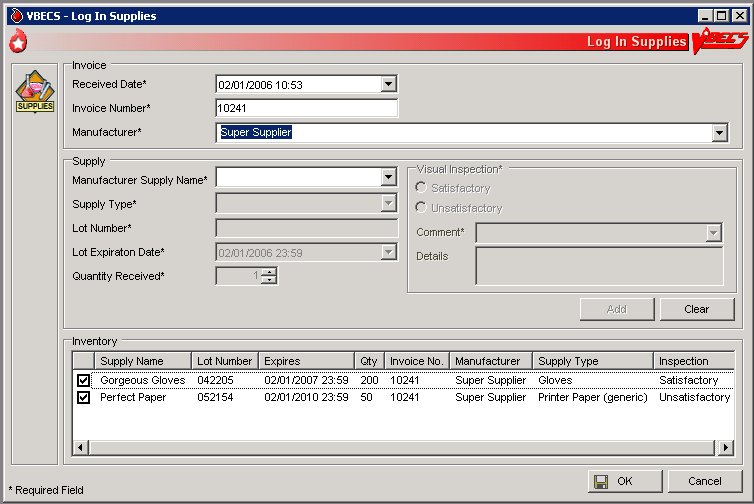 VBECS - Log In Supplies
Log In Supplies VBECS
SUPPLIES
Invoice
Received Date* 02/01/2006 10:53
Invoice Number* 10241
Manufacturer* Super Supplier
Supply
Manufacturer Supply Name*
Supply Type*
Lot Number*
Lot Expiraton Date* 02/01/2006 23:59
Quantity Received* 1
Visual Inspection*
Satisfactory
Unsatisfactory
Comment*
Details
Add Clear
Inventory
Supply Name Lot Number Expires Qty Invoice No. Manufacturer Supply Type Inspection
Gorgeous Gloves 042205 02/01/2007 23:59 200 10241 Super Supplier Gloves Satisfactory
Perfect Paper 052154 02/01/2010 23:59 50 10241 Super Supplier Printer Paper (generic) Unsatisfactory
* Required Field
OK Cancel